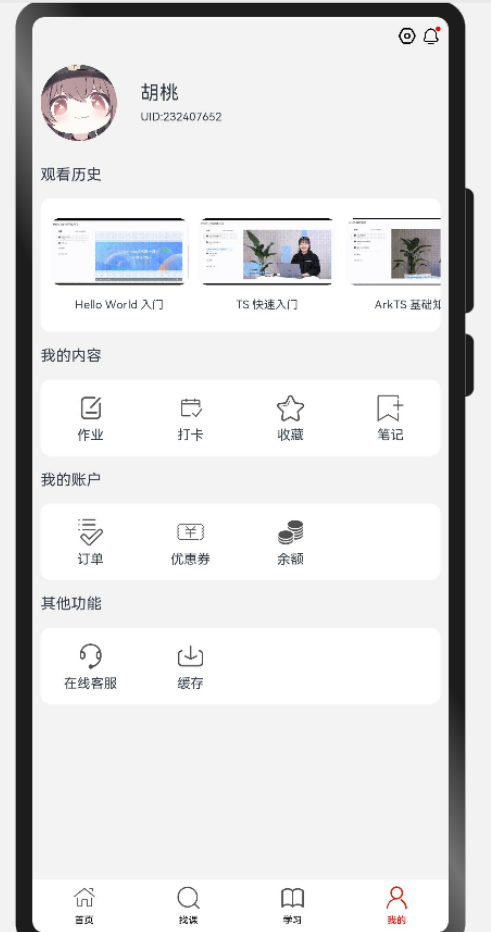 胡桃
UID:232407652
观看历史
Hello World 入门
TS 快速入门
ArkTS 基础知
我的内容
作业
打卡
收藏
笔记
我的账户
订单
优惠券
余额
其他功能
在线客服
缓存
首页
找课
学习
我的